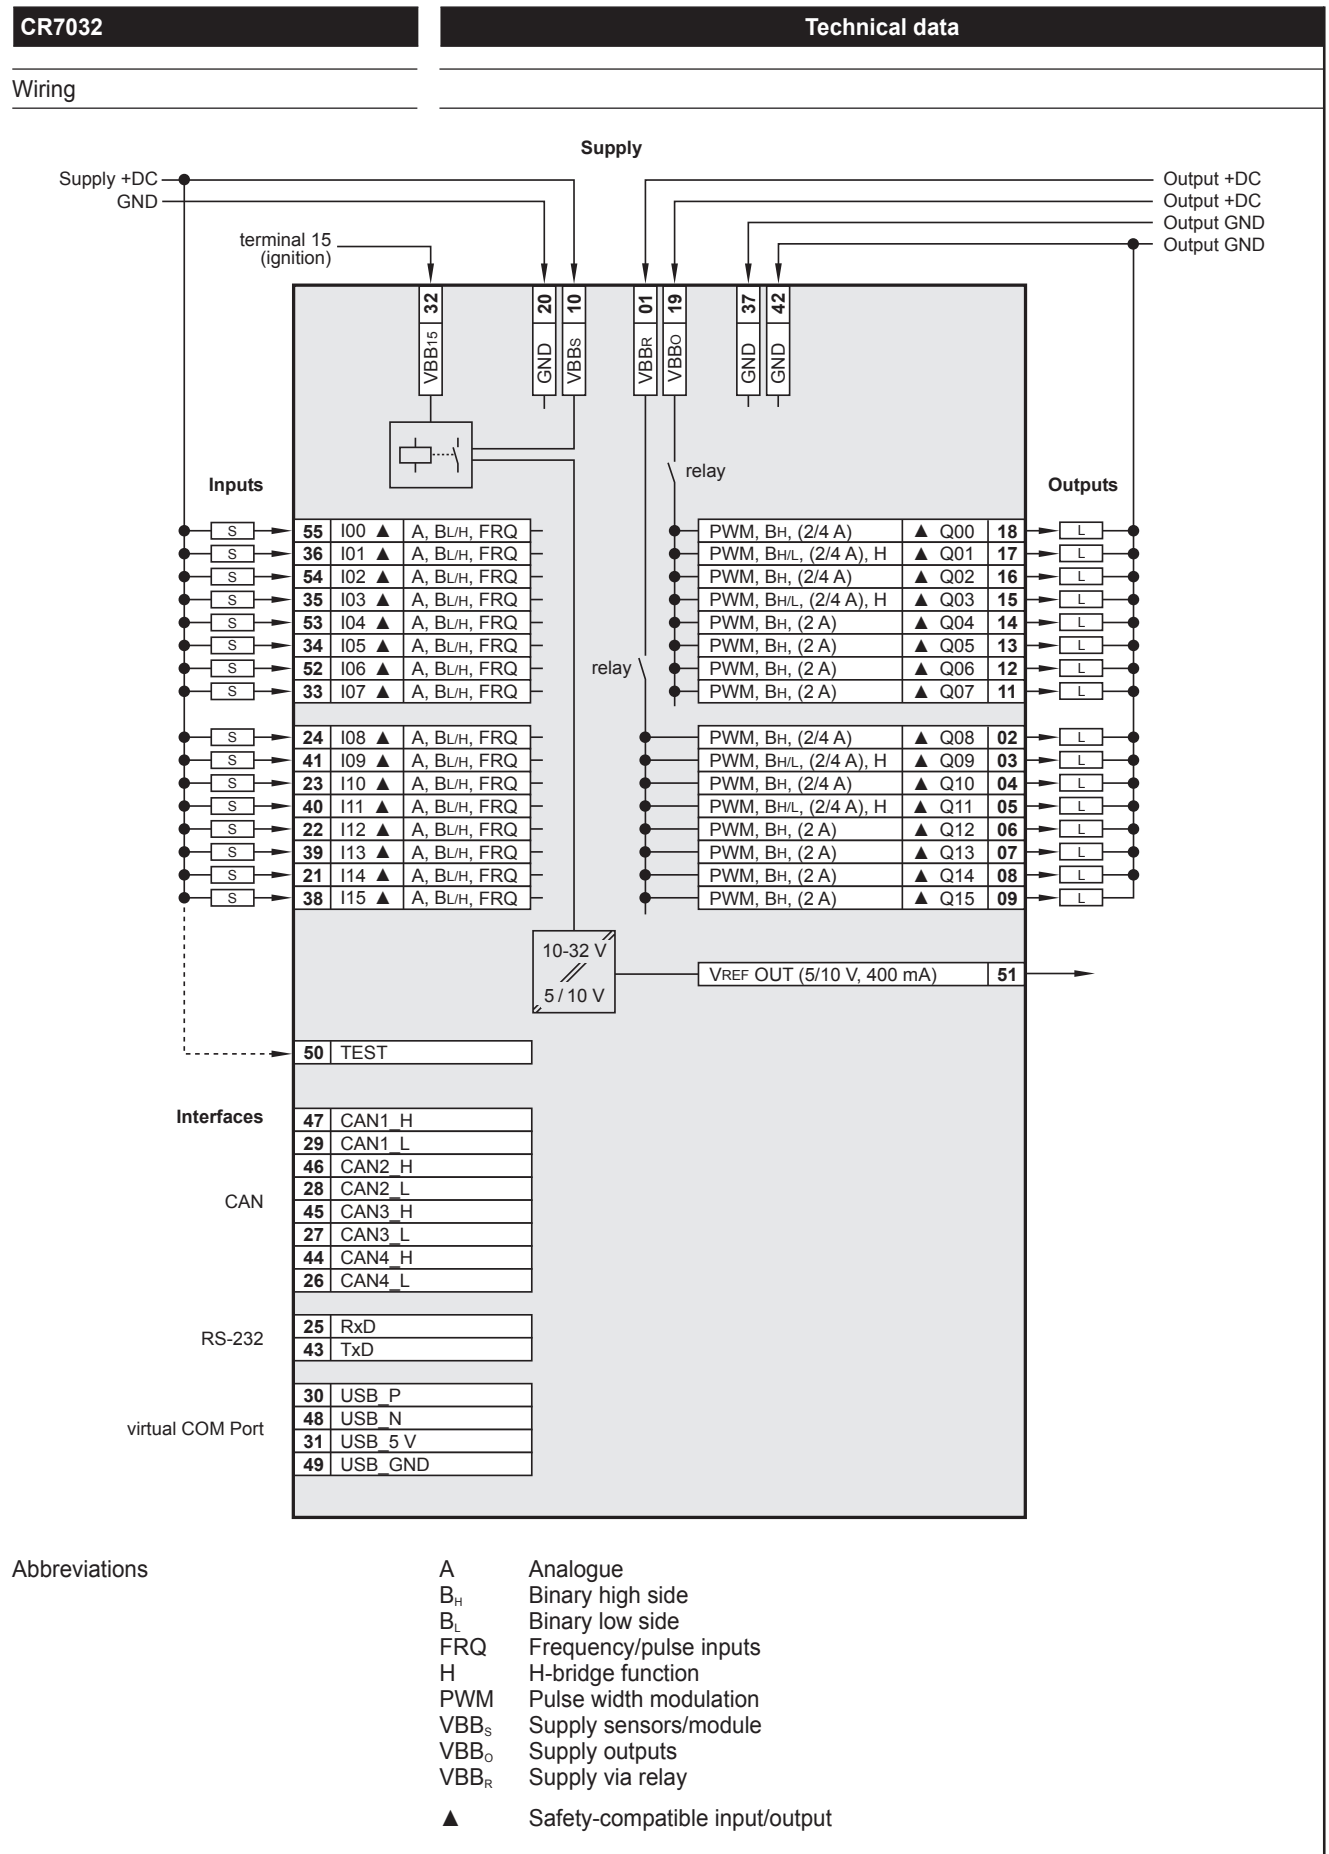 CR7032 Technical data
Wiring
Supply
Supply +DC
GND
Output +DC
Output +DC
Output GND
Output GND
terminal 15
(ignition)
32 VBB15
20 GND
10 VBBS
01 VBBR
19 VBBO
37 GND
42 GND
relay
Inputs
Outputs
S 55 I00 ▲ A, BL/H, FRQ PWM, BH, (2/4 A) ▲ Q00 18 L
S 36 I01 ▲ A, BL/H, FRQ PWM, BH/L, (2/4 A), H ▲ Q01 17 L
S 54 I02 ▲ A, BL/H, FRQ PWM, BH, (2/4 A) ▲ Q02 16 L
S 35 I03 ▲ A, BL/H, FRQ PWM, BH/L, (2/4 A), H ▲ Q03 15 L
S 53 I04 ▲ A, BL/H, FRQ PWM, BH, (2 A) ▲ Q04 14 L
S 34 I05 ▲ A, BL/H, FRQ PWM, BH, (2 A) ▲ Q05 13 L
S 52 I06 ▲ A, BL/H, FRQ relay PWM, BH, (2 A) ▲ Q06 12 L
S 33 I07 ▲ A, BL/H, FRQ PWM, BH, (2 A) ▲ Q07 11 L
S 24 I08 ▲ A, BL/H, FRQ PWM, BH, (2/4 A) ▲ Q08 02 L
S 41 I09 ▲ A, BL/H, FRQ PWM, BH/L, (2/4 A), H ▲ Q09 03 L
S 23 I10 ▲ A, BL/H, FRQ PWM, BH, (2/4 A) ▲ Q10 04 L
S 40 I11 ▲ A, BL/H, FRQ PWM, BH/L, (2/4 A), H ▲ Q11 05 L
S 22 I12 ▲ A, BL/H, FRQ PWM, BH, (2 A) ▲ Q12 06 L
S 39 I13 ▲ A, BL/H, FRQ PWM, BH, (2 A) ▲ Q13 07 L
S 21 I14 ▲ A, BL/H, FRQ PWM, BH, (2 A) ▲ Q14 08 L
S 38 I15 ▲ A, BL/H, FRQ PWM, BH, (2 A) ▲ Q15 09 L
10-32 V
5 / 10 V
VREF OUT (5/10 V, 400 mA) 51
50 TEST
Interfaces
47 CAN1_H
29 CAN1_L
46 CAN2_H
CAN
28 CAN2_L
45 CAN3_H
27 CAN3_L
44 CAN4_H
26 CAN4_L
RS-232
25 RxD
43 TxD
virtual COM Port
30 USB_P
48 USB_N
31 USB_5 V
49 USB_GND
Abbreviations
A Analogue
BH Binary high side
BL Binary low side
FRQ Frequency/pulse inputs
H H-bridge function
PWM Pulse width modulation
VBBS Supply sensors/module
VBBO Supply outputs
VBBR Supply via relay
▲ Safety-compatible input/output